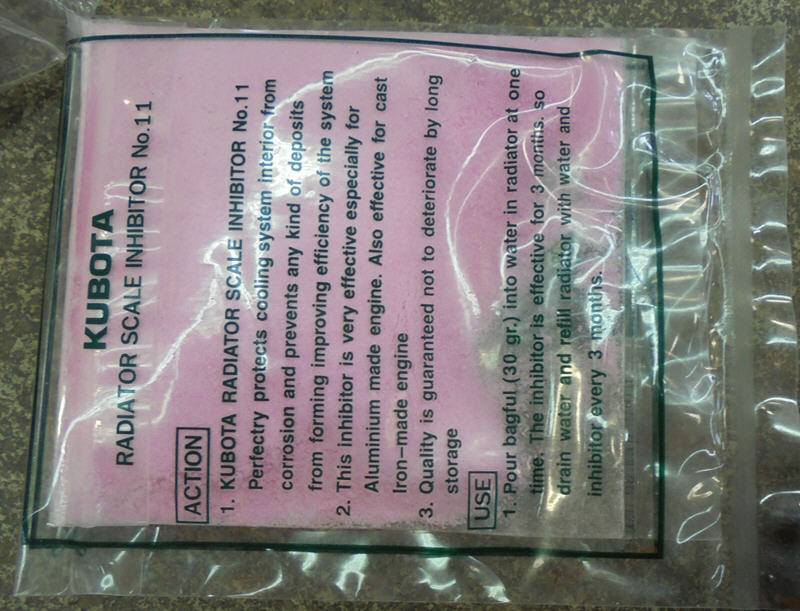 KUBOTA
RADIATOR SCALE INHIBITOR No.11
ACTION
1. KUBOTA RADIATOR SCALE INHIBITOR No.11
Perfectry protects cooling system interior from
corrosion and prevents any kind of deposits
from forming improving efficiency of the system
2. This inhibitor is very effective especially for
Aluminium made engine. Also effective for cast
Iron-made engine
3. Quality is guaranteed not to deteriorate by long
storage
USE
1. Pour bagful (30 gr.) into water in radiator at one
time. The inhibitor is effective for 3 months. so
drain water and refill radiator with water and
inhibitor every 3 months.